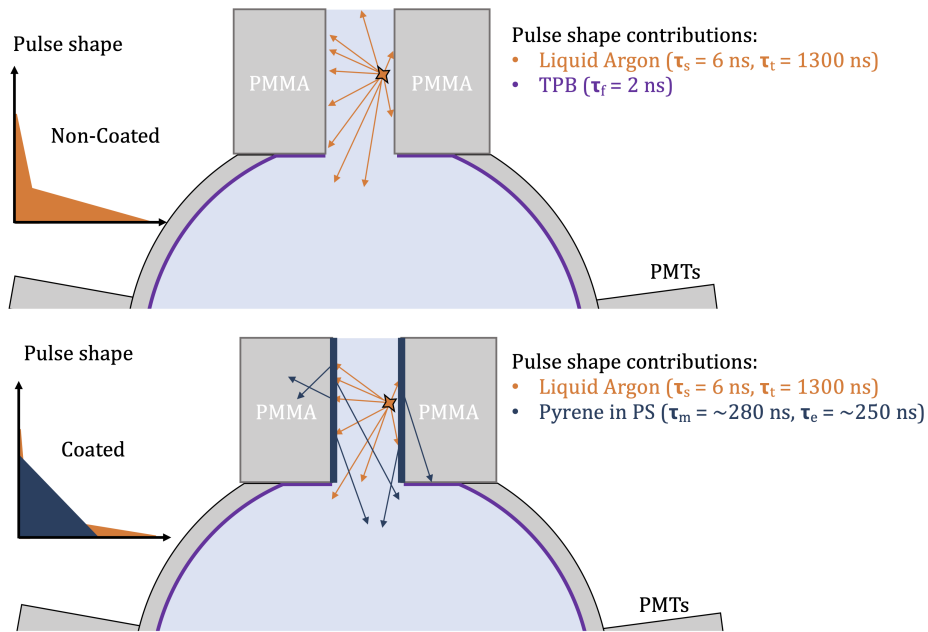 Pulse shape
Non-Coated
PMMA
PMMA
Pulse shape contributions:
• Liquid Argon (τs = 6 ns, τt = 1300 ns)
• TPB (τf = 2 ns)
PMTs
Pulse shape
Coated
PMMA
PMMA
Pulse shape contributions:
• Liquid Argon (τs = 6 ns, τt = 1300 ns)
• Pyrene in PS (τm = ~280 ns, τe = ~250 ns)
PMTs